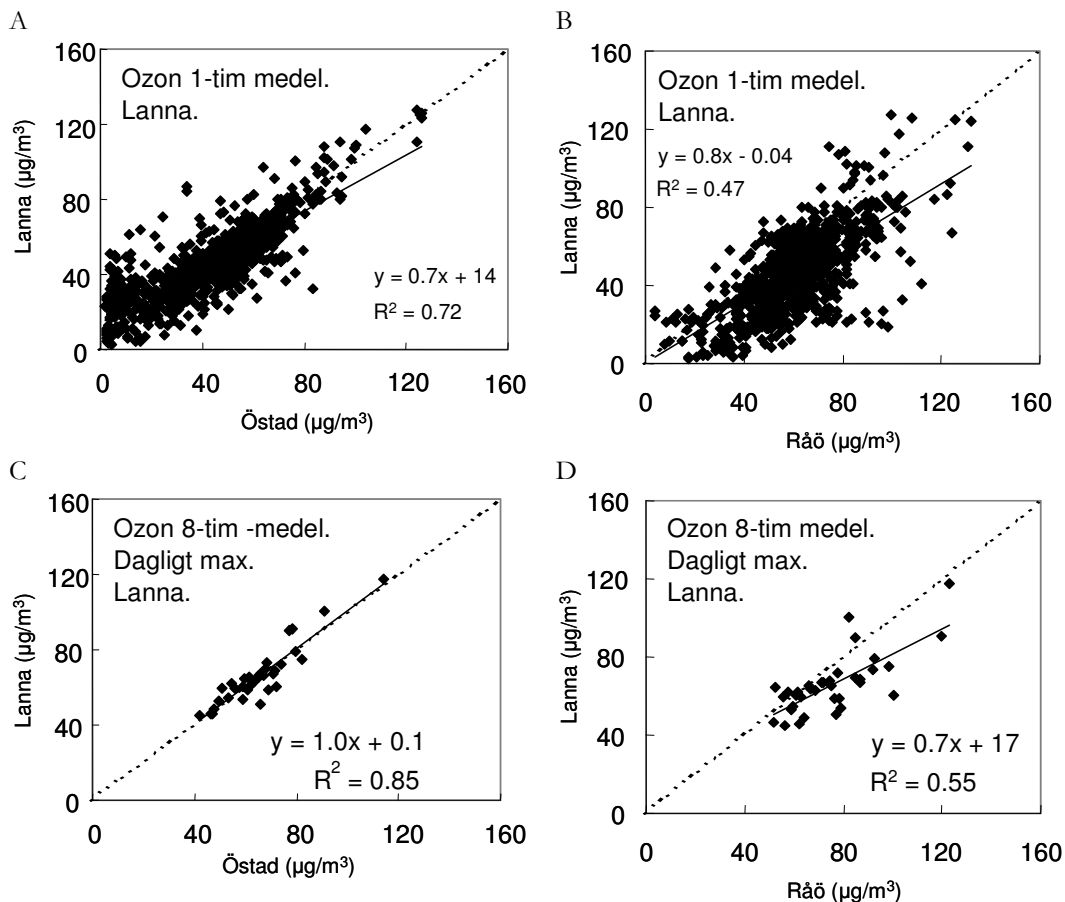 A
160
120
80
40
0
Lanna (µg/m3)
Ozon 1-tim medel.
Lanna.
y = 0.7x + 14
R² = 0.72
0 40 80 120 160
Östad (µg/m³)
B
160
120
80
40
0
Lanna (µg/m3)
Ozon 1-tim medel.
Lanna.
y = 0.8x - 0.04
R² = 0.47
0 40 80 120 160
Råö (µg/m³)
C
160
120
80
40
0
Lanna (µg/m3)
Ozon 8-tim -medel.
Dagligt max.
Lanna.
y = 1.0x + 0.1
R² = 0.85
0 40 80 120 160
Östad (µg/m³)
D
160
120
80
40
0
Lanna (µg/m³)
Ozon 8-tim medel.
Dagligt max.
Lanna.
y = 0.7x + 17
R² = 0.55
0 40 80 120 160
Råö (µg/m³)